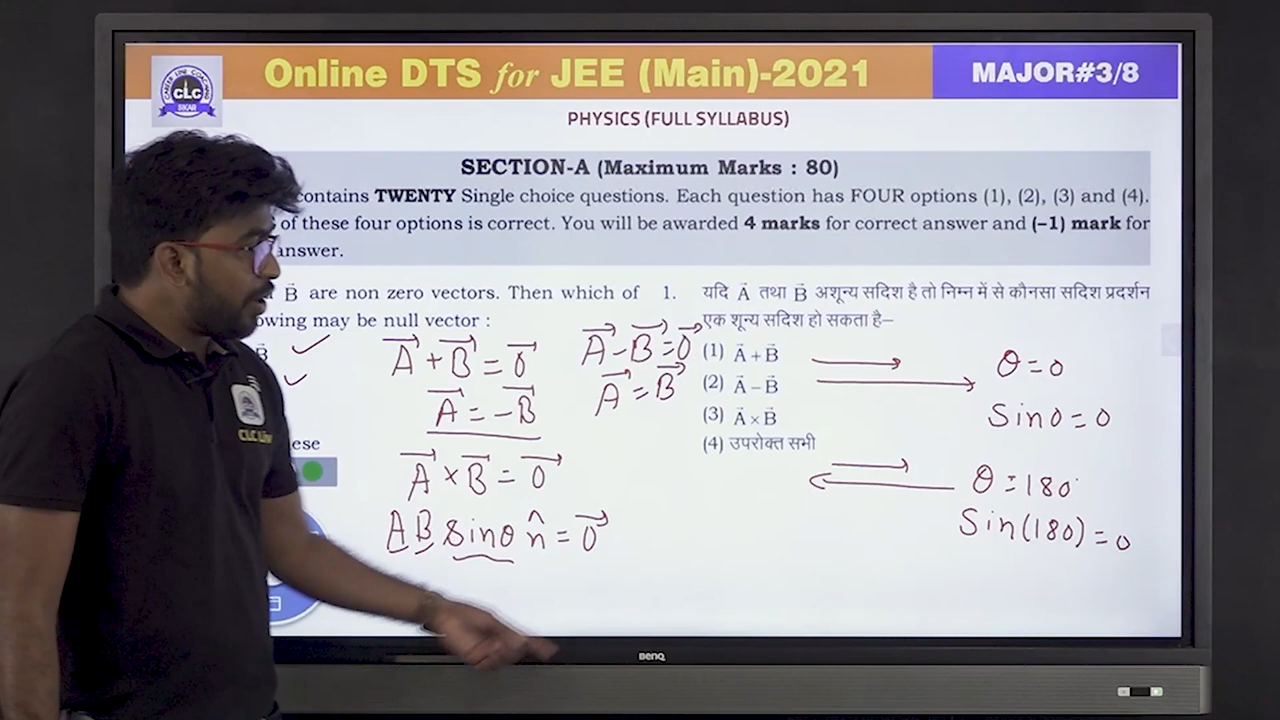 Online DTS for JEE (Main)-2021
MAJOR#3/8
CLC
SIKAR
PHYSICS (FULL SYLLABUS)
SECTION-A (Maximum Marks : 80)
contains TWENTY Single choice questions. Each question has FOUR options (1), (2), (3) and (4).
of these four options is correct. You will be awarded 4 marks for correct answer and (−1) mark for
answer.
B⃗ are non zero vectors. Then which of
owing may be null vector :
B⃗
ese
A⃗ + B⃗ = 0⃗
A⃗ = −B⃗
A⃗ × B⃗ = 0⃗
AB sinθ n̂ = 0⃗
A⃗ − B⃗ = 0⃗
A⃗ = B⃗
1. यदि A⃗ तथा B⃗ अशून्य सदिश है तो निम्न में से कौनसा सदिश प्रदर्शन
एक शून्य सदिश हो सकता है–
(1) A⃗ + B⃗
(2) A⃗ − B⃗
(3) A⃗ × B⃗
(4) उपरोक्त सभी
θ = 0
Sin0 = 0
θ = 180
Sin(180) = 0
CLC Liv
BenQ